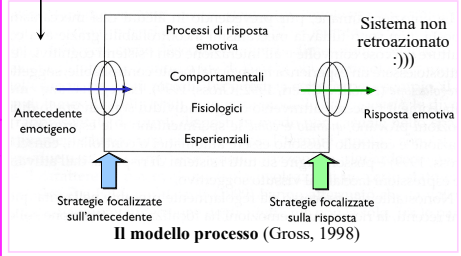 Processi di risposta
emotiva
Sistema non
retroazionato
:)))
Comportamentali
Fisiologici
Esperienziali
Antecedente
emotigeno
Risposta emotiva
Strategie focalizzate
sull'antecedente
Strategie focalizzate
sulla risposta
Il modello processo (Gross, 1998)